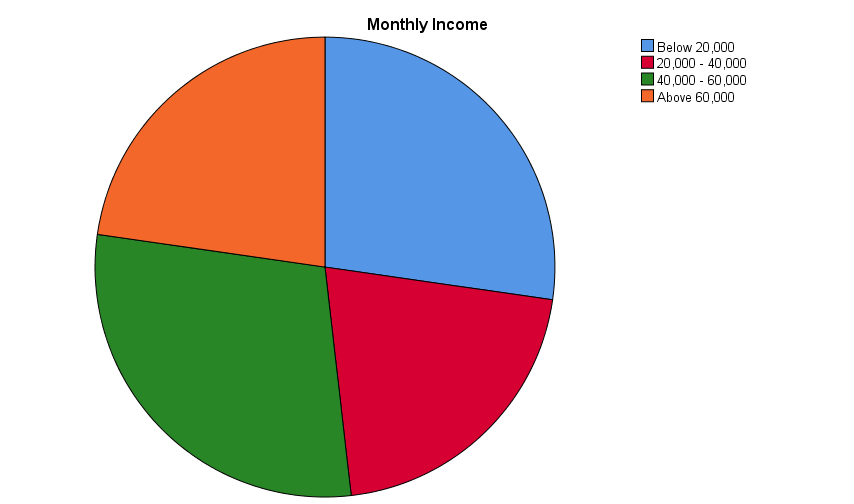 Monthly Income
Below 20,000
20,000 - 40,000
40,000 - 60,000
Above 60,000